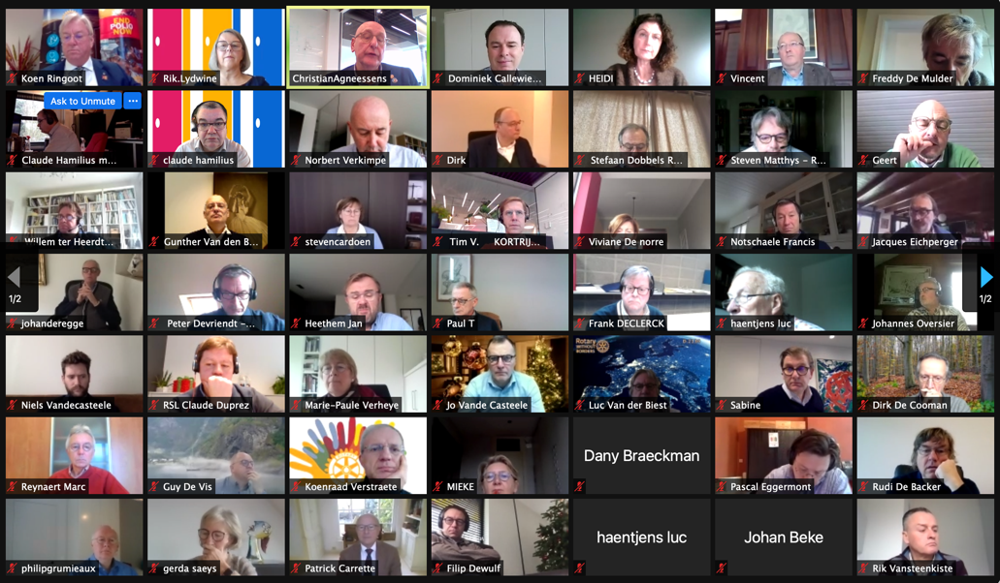 END
POLIO
NOW
Koen Ringoot
Rik.Lydwine
ChristianAgneessens
Dominiek Callewie...
HEIDI
Vincent
Freddy De Mulder
Ask to Unmute
Claude Hamilius m...
claude hamilius
Norbert Verkimpe
Dirk
Stefaan Dobbels R...
Steven Matthys - R...
Geert
Willem ter Heerdt...
Gunther Van den B...
stevencardoen
Tim V. KORTRIJ...
Viviane De norre
Notschaele Francis
Jacques Eichperger
1/2
johanderegge
Peter Devriendt -...
Heethem Jan
Paul T
Frank DECLERCK
haentjens luc
Johannes Oversier
1/2
Niels Vandecasteele
RSL Claude Duprez
Marie-Paule Verheye
Jo Vande Casteele
Rotary
WITHOUT
BORDERS
Luc Van der Biest
Sabine
Dirk De Cooman
Reynaert Marc
Guy De Vis
Koenraad Verstraete
MIEKE
Dany Braeckman
Pascal Eggermont
Rudi De Backer
philipgrumieaux
gerda saeys
Patrick Carrette
Filip Dewulf
haentjens luc
Johan Beke
Rik Vansteenkiste